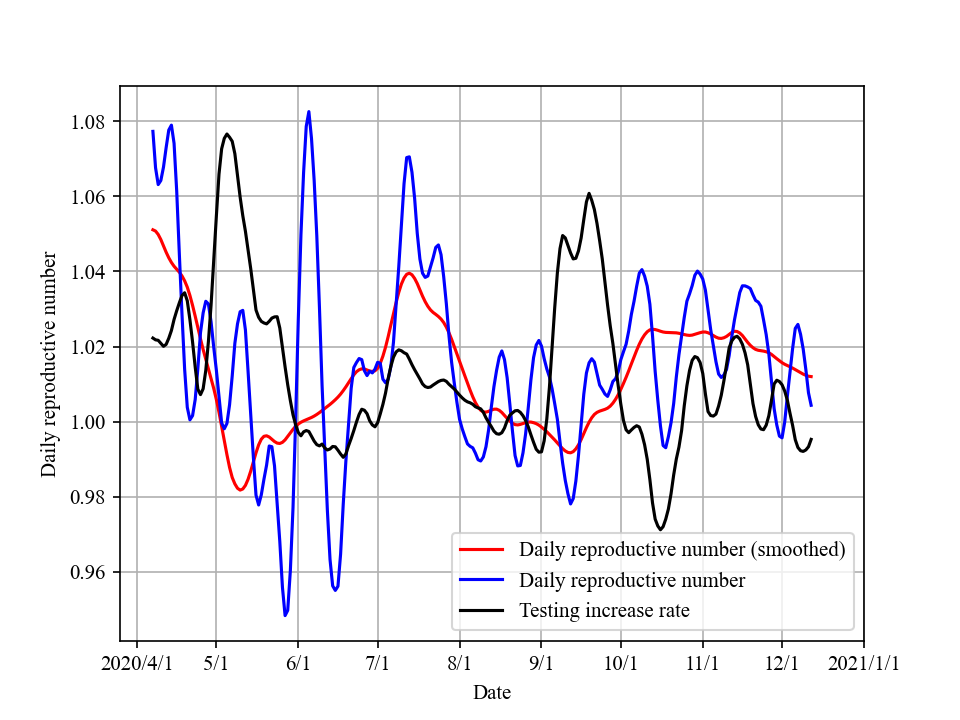 1.08
1.06
1.04
1.02
1.00
0.98
0.96
Daily reproductive number
Daily reproductive number (smoothed)
Daily reproductive number
Testing increase rate
2020/4/1 5/1 6/1 7/1 8/1 9/1 10/1 11/1 12/1 2021/1/1
Date